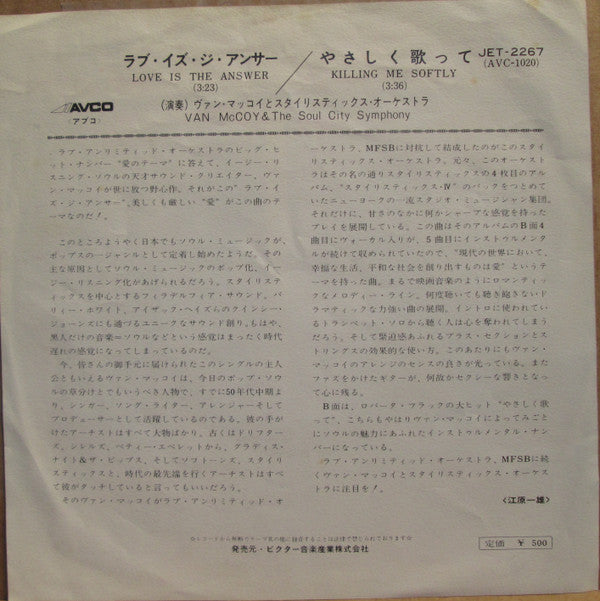 ラブ・イズ・ジ・アンサー
LOVE IS THE ANSWER
(3:23)
やさしく歌って
KILLING ME SOFTLY
(3:36)
JET-2267
(AVC-1020)
AVCO
(アブコ)
(演奏) ヴァン・マッコイとスタイリスティックス・オーケストラ
VAN McCOY & The Soul City Symphony
ラブ・アンリミティッド・オーケストラのビッグ・ヒ
ット・ナンバー“愛のテーマ”に答えて、イージー・リ
スニング・ソウルの天才サウンド・クリエイター、ヴ
ァン・マッコイが世に放つ野心作、それがこの“ラブ・イ
ズ・ジ・アンサー”、美しくも厳しい“愛”がこの曲のテ
ーマなのだ！
このところようやく日本でもソウル・ミュージックが、
ポップスの一ジャンルとして定着し始めたようだ。その
主な原因としてソウル・ミュージックのポップ化、イー
ジー・リスニング化があげられるだろう。スタイリステ
ィックスを中心とするフィラデルフィア・サウンド、バ
リィー・ホワイト、アイザック・ヘイズらのクインシー・
ジョーンズにも通づるユニークなサウンド創り。もはや、
黒人だけの音楽＝ソウルなどという感覚はまったく時代
遅れの感覚になってしまっているのだ。
今、皆さんの御手元に届けられたこのシングルの主人
公ともいえるヴァン・マッコイは、今日のポップ・ソウ
ルの草分けとでもいうべき人物で、すでに50年代中期よ
り、シンガー、ソング・ライター、アレンジャーそして
プロデューサーとして活躍しているのである。彼の手が
けたアーチストはすべて大物ばかり。古くはドリフター
ズ、シレルズ、ベティー・エベレットから、グラディス・
ナイト&ザ・ピップス、そしてソフトーンズ、スタイリ
スティックスと、時代の最先端を行くアーチストはすべ
て彼がタッチしていると言ってもいいだろう。
そのヴァン・マッコイがラブ・アンリミティッド・オ
ーケストラ、MFSBに対抗して結成したのがこのスタイ
リスティックス・オーケストラ。元々、このオーケスト
ラはその名の通りスタイリスティックスの4枚目のアル
バム、“スタイリスティックス・Ⅳ”のバックをつとめて
いたニューヨークの一流スタジオ・ミュージシャン集団。
それだけに、甘さのなかに何かシャープな感覚を持った
プレイを展開している。この曲はそのアルバムのB面4
曲目にヴォーカル入りが、5曲目にインストゥルメンタ
ルが続けて収められていたので、“現代の世界において、
幸福な生活、平和な社会を創り出すものは愛”というテ
ーマを持った曲。まるで映画音楽のようにロマンティッ
クなメロディー・ライン、何度聴いても聴き飽きないド
ラマティックな力強い曲の展開。イントロに使われてい
るトランペット・ソロから聴く人は心が奪われてしまう
だろう。そして緊迫感あふれるブラス・セクションとス
トリングスの効果的な使い方。このあたりにもヴァン・
マッコイのアレンジのセンスの良さが光っている。また
ファズをかけたギターが、何故かセクシーな響きとなっ
て心に残る。
B面は、ロバータ・フラックの大ヒット“やさしく歌
って”、こちらもやはりヴァン・マッコイによってみごと
にソウルの魅力にあふれたインストゥルメンタル・ナン
バーになっている。
ラブ・アンリミティッド・オーケストラ、MFSBに続
くヴァン・マッコイとスタイリスティックス・オーケス
トラに注目を！
<江原一雄>
☆レコードから無断でテープ其の他に録音することは法律で禁じられております☆
発売元・ビクター音楽産業株式会社
定価 ¥ 500